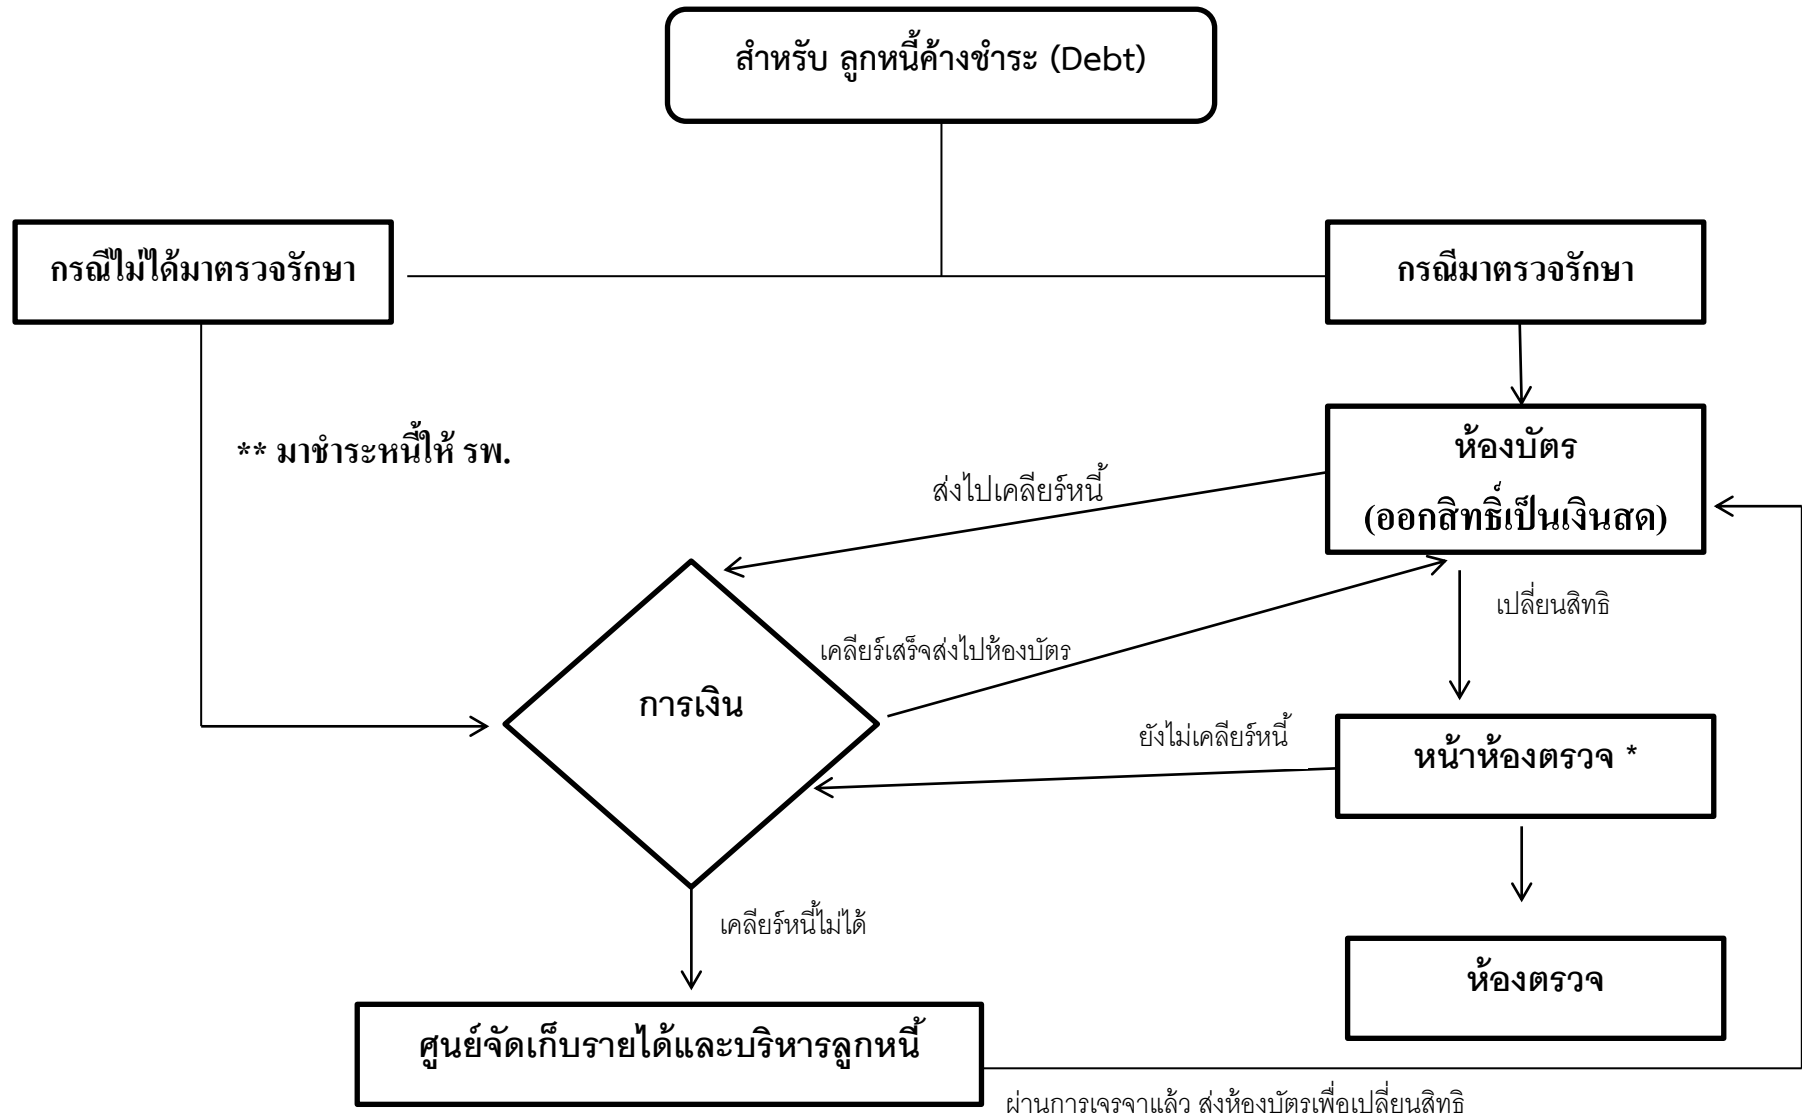 สำหรับ ลูกหนี้ค้างชำระ (Debt)
กรณีไม่ได้มาตรวจรักษา
กรณีมาตรวจรักษา
** มาชำระหนี้ให้ รพ.
ห้องบัตร
(ออกสิทธิ์เป็นเงินสด)
ส่งไปเคลียร์หนี้
เปลี่ยนสิทธิ
เคลียร์เสร็จส่งไปห้องบัตร
การเงิน
ยังไม่เคลียร์หนี้
หน้าห้องตรวจ *
เคลียร์หนี้ไม่ได้
ห้องตรวจ
ศูนย์จัดเก็บรายได้และบริหารลูกหนี้
ผ่านการเจรจาแล้ว ส่งห้องบัตรเพื่อเปลี่ยนสิทธิ